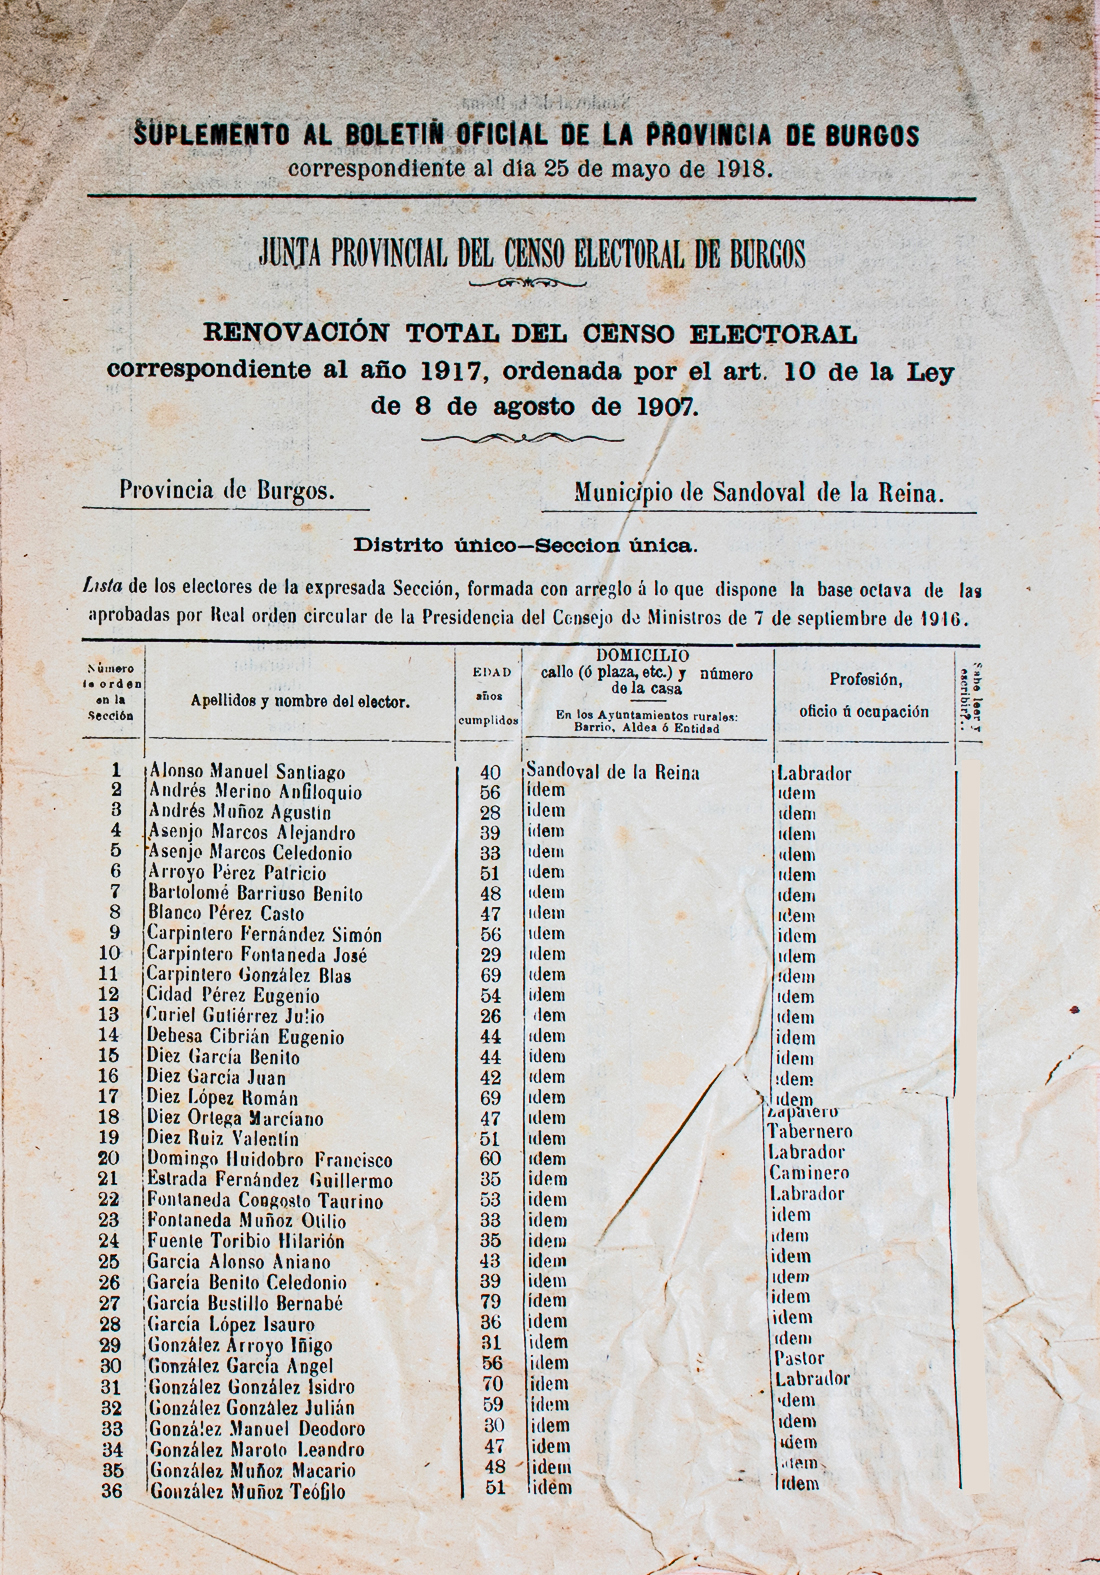 SUPLEMENTO AL BOLETIN OFICIAL DE LA PROVINCIA DE BURGOS
correspondiente al dia 25 de mayo de 1918.
JUNTA PROVINCIAL DEL CENSO ELECTORAL DE BURGOS
RENOVACIÓN TOTAL DEL CENSO ELECTORAL
correspondiente al año 1917, ordenada por el art. 10 de la Ley
de 8 de agosto de 1907.
Provincia de Burgos. Municipio de Sandoval de la Reina.
Distrito único—Seccion única.
Lista de los electores de la expresada Sección, formada con arreglo á lo que dispone la base octava de las
aprobadas por Real orden circular de la Presidencia del Consejo de Ministros de 7 de septiembre de 1916.
Número
de orden
en la
Sección
Apellidos y nombre del elector.
EDAD
años
cumplidos
DOMICILIO
calle (ó plaza, etc.) y número
de la casa
En los Ayuntamientos rurales:
Barrio, Aldea ó Entidad
Profesión,
oficio ú ocupación
Sabe leer y
escribir?..
1 Alonso Manuel Santiago 40 Sandoval de la Reina Labrador
2 Andrés Merino Anfiloquio 56 idem idem
3 Andrés Muñoz Agustín 28 idem idem
4 Asenjo Marcos Alejandro 39 idem idem
5 Asenjo Marcos Celedonio 33 idem idem
6 Arroyo Pérez Patricio 51 idem idem
7 Bartolomé Barriuso Benito 48 idem idem
8 Blanco Pérez Casto 47 idem idem
9 Carpintero Fernández Simón 56 idem idem
10 Carpintero Fontaneda José 29 idem idem
11 Carpintero González Blas 69 idem idem
12 Cidad Pérez Eugenio 54 idem idem
13 Curiel Gutiérrez Julio 26 idem idem
14 Debesa Cibrián Eugenio 44 idem idem
15 Diez García Benito 44 idem idem
16 Diez García Juan 42 idem idem
17 Diez López Román 69 idem idem
18 Diez Ortega Marciano 47 idem Zapatero
19 Diez Ruiz Valentín 51 idem Tabernero
20 Domingo Huidobro Francisco 60 idem Labrador
21 Estrada Fernández Guillermo 35 idem Caminero
22 Fontaneda Congosto Taurino 53 idem Labrador
23 Fontaneda Muñoz Otilio 33 idem idem
24 Fuente Toribio Hilarión 35 idem idem
25 García Alonso Aniano 43 idem idem
26 García Benito Celedonio 39 idem idem
27 García Bustillo Bernabé 79 idem idem
28 García López Isauro 36 idem idem
29 González Arroyo Iñigo 31 idem idem
30 González García Angel 56 idem Pastor
31 González González Isidro 70 idem Labrador
32 González González Julián 59 idem idem
33 González Manuel Deodoro 30 idem idem
34 González Maroto Leandro 47 idem idem
35 González Muñoz Macario 48 idem idem
36 González Muñoz Teófilo 51 idem idem